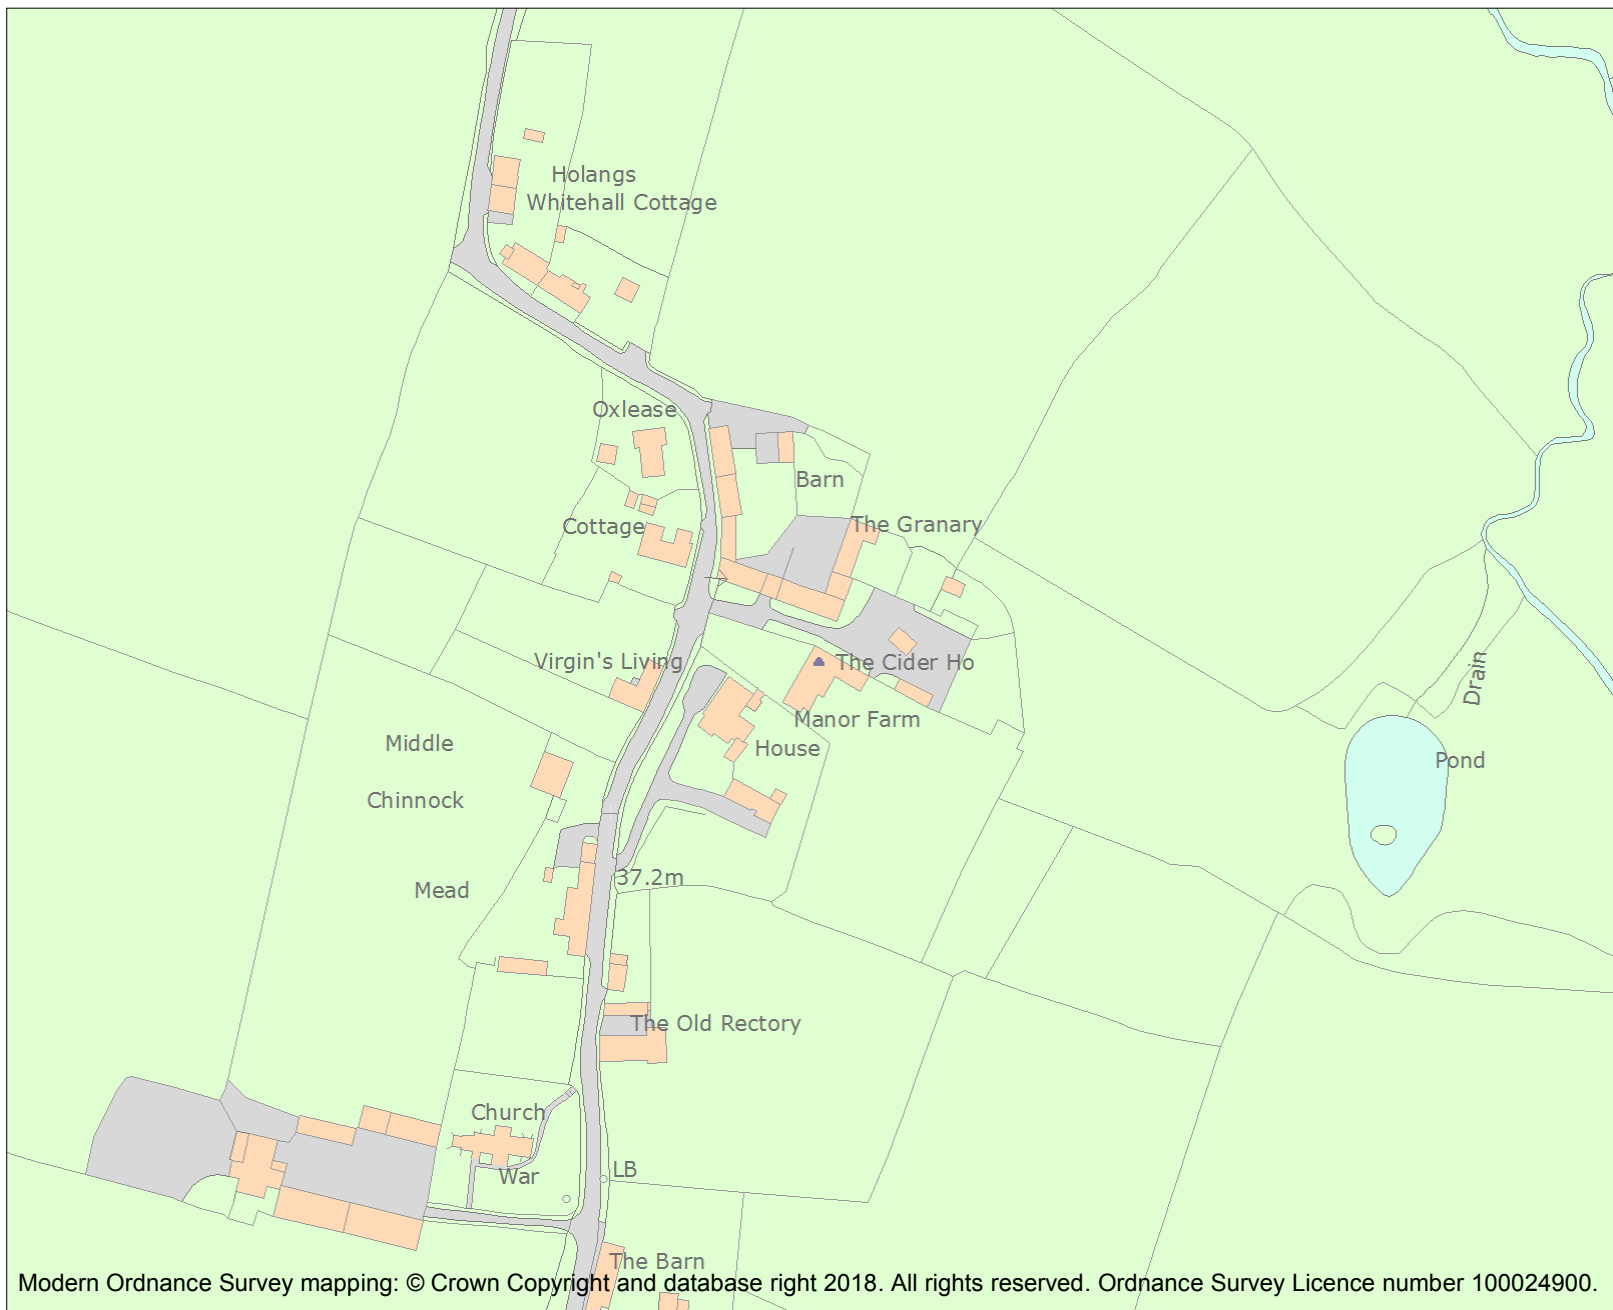 Holangs
Whitehall Cottage
Oxlease
Barn
The Granary
Cottage
Virgin's Living
The Cider Ho
Drain
Manor Farm
Middle
House
Pond
Chinnock
37.2m
Mead
The Old Rectory
Church
LB
War
The Barn
Modern Ordnance Survey mapping: © Crown Copyright and database right 2018. All rights reserved. Ordnance Survey Licence number 100024900.